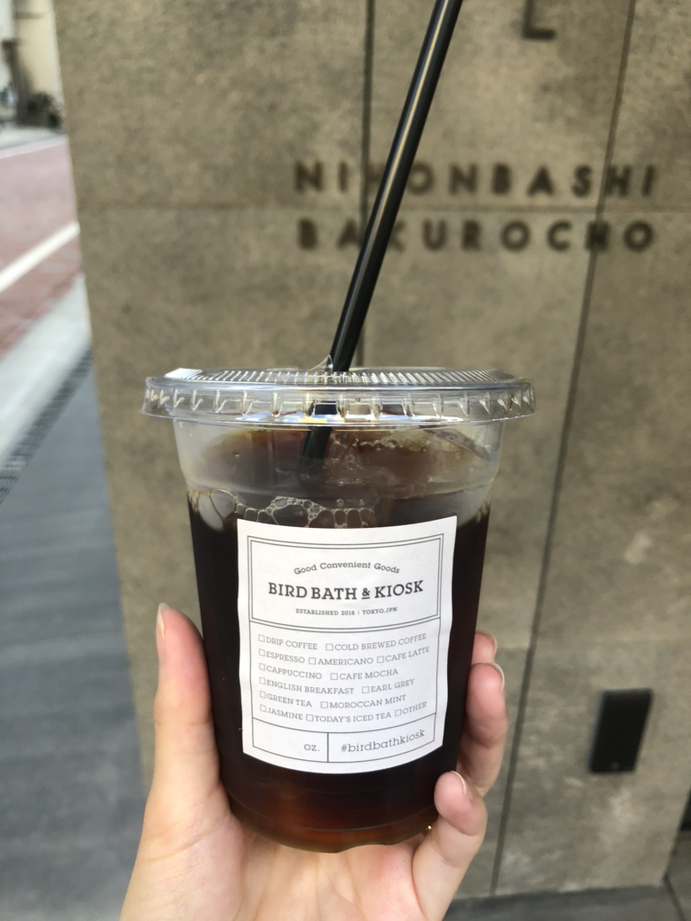 L
NIHONBASHI
BAKUROCHO
Good Convenient Goods
BIRD BATH & KIOSK
ESTABLISHED 2018 / TOKYO, JPN
☐DRIP COFFEE ☐COLD BREWED COFFEE
☐ESPRESSO ☐AMERICANO ☐CAFE LATTE
☐CAPPUCCINO ☐CAFE MOCHA
☐ENGLISH BREAKFAST ☐EARL GREY
☐GREEN TEA ☐MOROCCAN MINT
☐JASMINE ☐TODAY'S ICED TEA ☐OTHER
oz. #birdbathkiosk